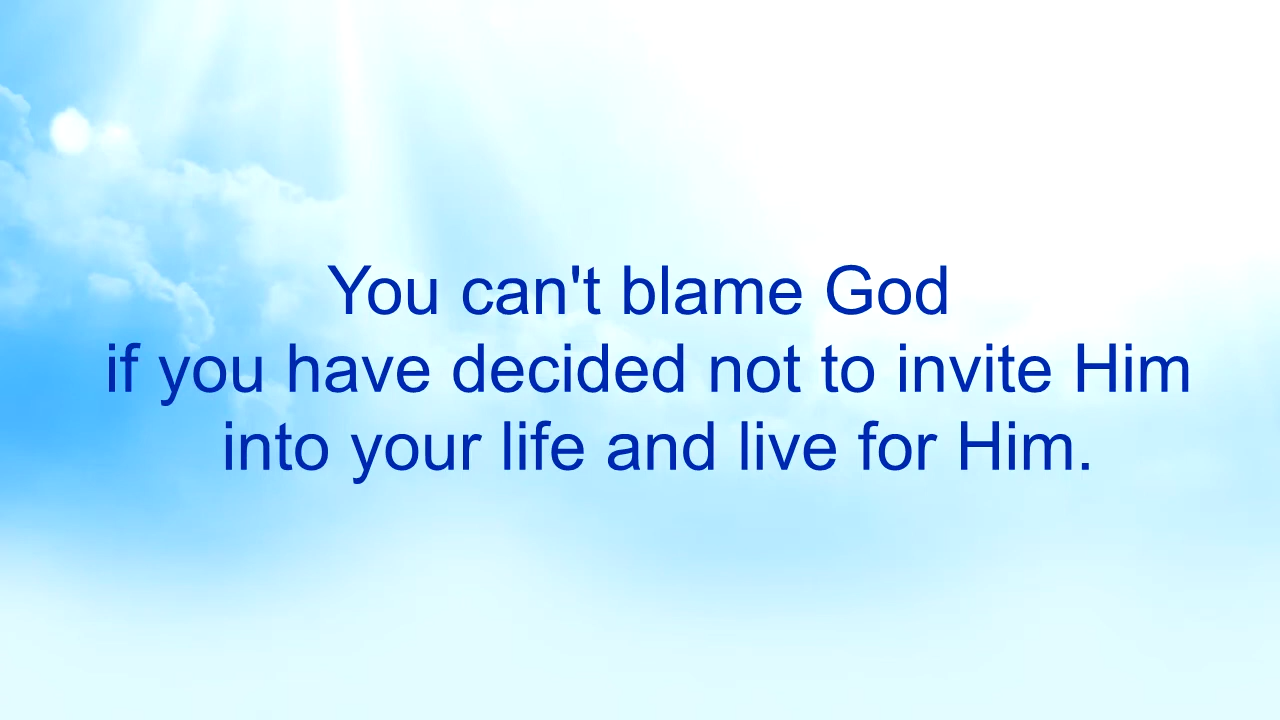 You can't blame God
if you have decided not to invite Him
into your life and live for Him.